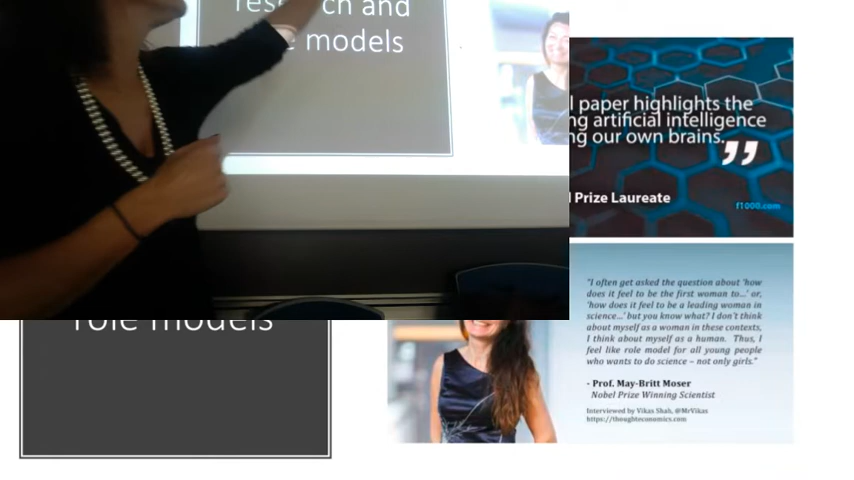 ch and
models
l paper highlights the
ng artificial intelligence
ng our own brains.
”
l Prize Laureate
f1000.com
"I often get asked the question about 'how
does it feel to be the first woman to...' or,
'how does it feel to be a leading woman in
science...' but you know what? I don't think
about myself as a woman in these contexts,
I think about myself as a human. Thus, I
feel like role model for all young people
who wants to do science – not only girls."
- Prof. May-Britt Moser
Nobel Prize Winning Scientist
Interviewed by Vikas Shah, @MrVikas
https://thoughteconomics.com
role models